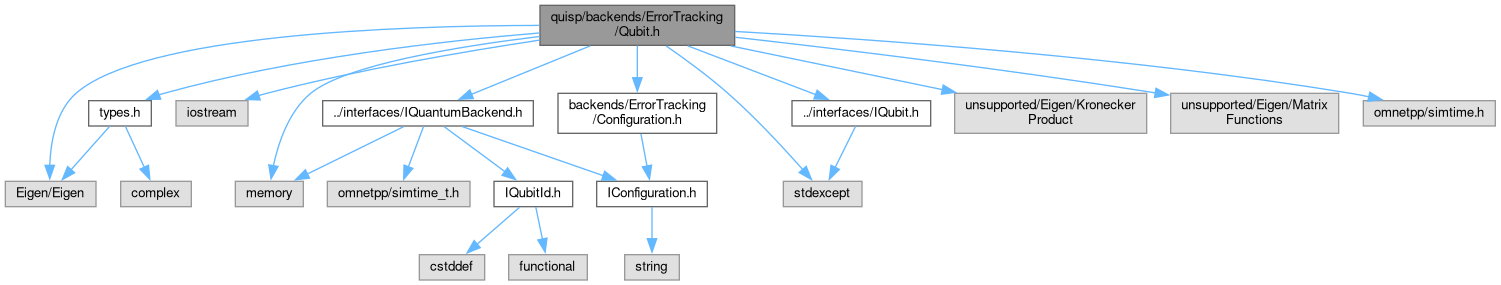 quisp/backends/ErrorTracking
/Qubit.h
types.h
iostream
../interfaces/IQuantumBackend.h
backends/ErrorTracking
/Configuration.h
../interfaces/IQubit.h
unsupported/Eigen/Kronecker
Product
unsupported/Eigen/Matrix
Functions
omnetpp/simtime.h
Eigen/Eigen
complex
memory
omnetpp/simtime_t.h
IQubitId.h
IConfiguration.h
stdexcept
cstddef
functional
string